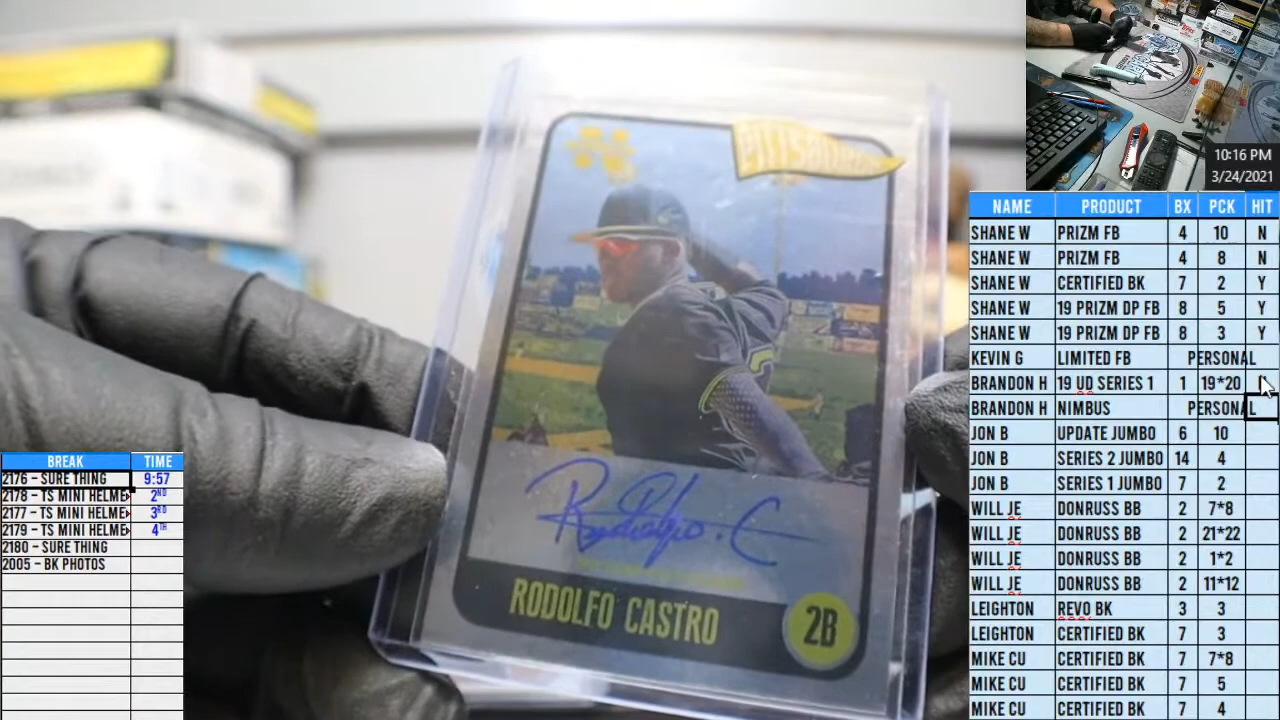 PITTSBURGH
Rodolfo C
RODOLFO CASTRO
2B
10:16 PM
3/24/2021
NAME PRODUCT BX PCK HIT
SHANE W PRIZM FB 4 10 N
SHANE W PRIZM FB 4 8 N
SHANE W CERTIFIED BK 7 2 Y
SHANE W 19 PRIZM DP FB 8 5 Y
SHANE W 19 PRIZM DP FB 8 3 Y
KEVIN G LIMITED FB PERSONAL
BRANDON H 19 UD SERIES 1 1 19*20
BRANDON H NIMBUS PERSONAL
JON B UPDATE JUMBO 6 10
JON B SERIES 2 JUMBO 14 4
JON B SERIES 1 JUMBO 7 2
WILL JE DONRUSS BB 2 7*8
WILL JE DONRUSS BB 2 21*22
WILL JE DONRUSS BB 2 1*2
WILL JE DONRUSS BB 2 11*12
LEIGHTON REVO BK 3 3
LEIGHTON CERTIFIED BK 7 3
MIKE CU CERTIFIED BK 7 7*8
MIKE CU CERTIFIED BK 7 5
MIKE CU CERTIFIED BK 7 4
BREAK TIME
2176 - SURE THING 9:57
2178 - TS MINI HELME 2ND
2177 - TS MINI HELME 3RD
2179 - TS MINI HELME 4TH
2180 - SURE THING
2005 - BK PHOTOS